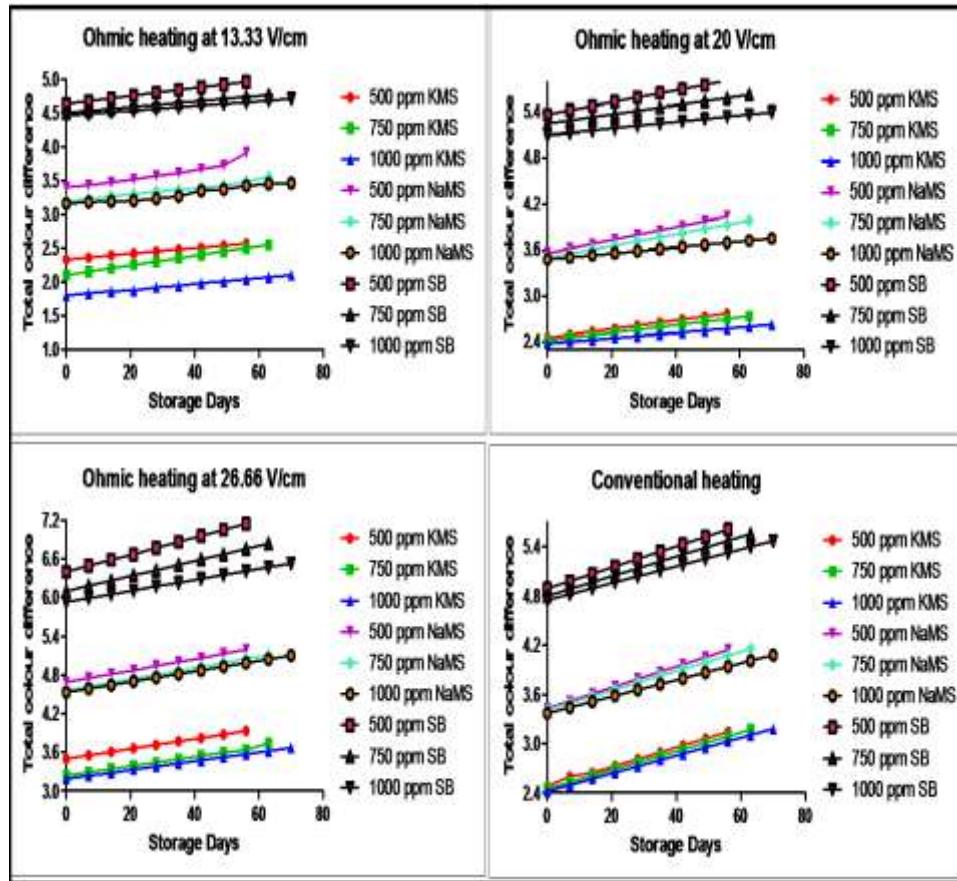 Ohmic heating at 13.33 V/cm
Total colour difference
5.0
4.5
4.0
3.5
3.0
2.5
2.0
1.5
1.0
0
20
40
60
80
Storage Days
500 ppm KMS
750 ppm KMS
1000 ppm KMS
500 ppm NaMS
750 ppm NaMS
1000 ppm NaMS
500 ppm SB
750 ppm SB
1000 ppm SB
Ohmic heating at 20 V/cm
Total colour difference
5.4
4.8
4.2
3.6
3.0
2.4
0
20
40
60
80
Storage Days
500 ppm KMS
750 ppm KMS
1000 ppm KMS
500 ppm NaMS
750 ppm NaMS
1000 ppm NaMS
500 ppm SB
750 ppm SB
1000 ppm SB
Ohmic heating at 26.66 V/cm
Total colour difference
7.2
6.6
6.0
5.4
4.8
4.2
3.6
3.0
0
20
40
60
80
Storage Days
500 ppm KMS
750 ppm KMS
1000 ppm KMS
500 ppm NaMS
750 ppm NaMS
1000 ppm NaMS
500 ppm SB
750 ppm SB
1000 ppm SB
Conventional heating
Total colour difference
5.4
4.8
4.2
3.6
3.0
2.4
0
20
40
60
80
Storage Days
500 ppm KMS
750 ppm KMS
1000 ppm KMS
500 ppm NaMS
750 ppm NaMS
1000 ppm NaMS
500 ppm SB
750 ppm SB
1000 ppm SB